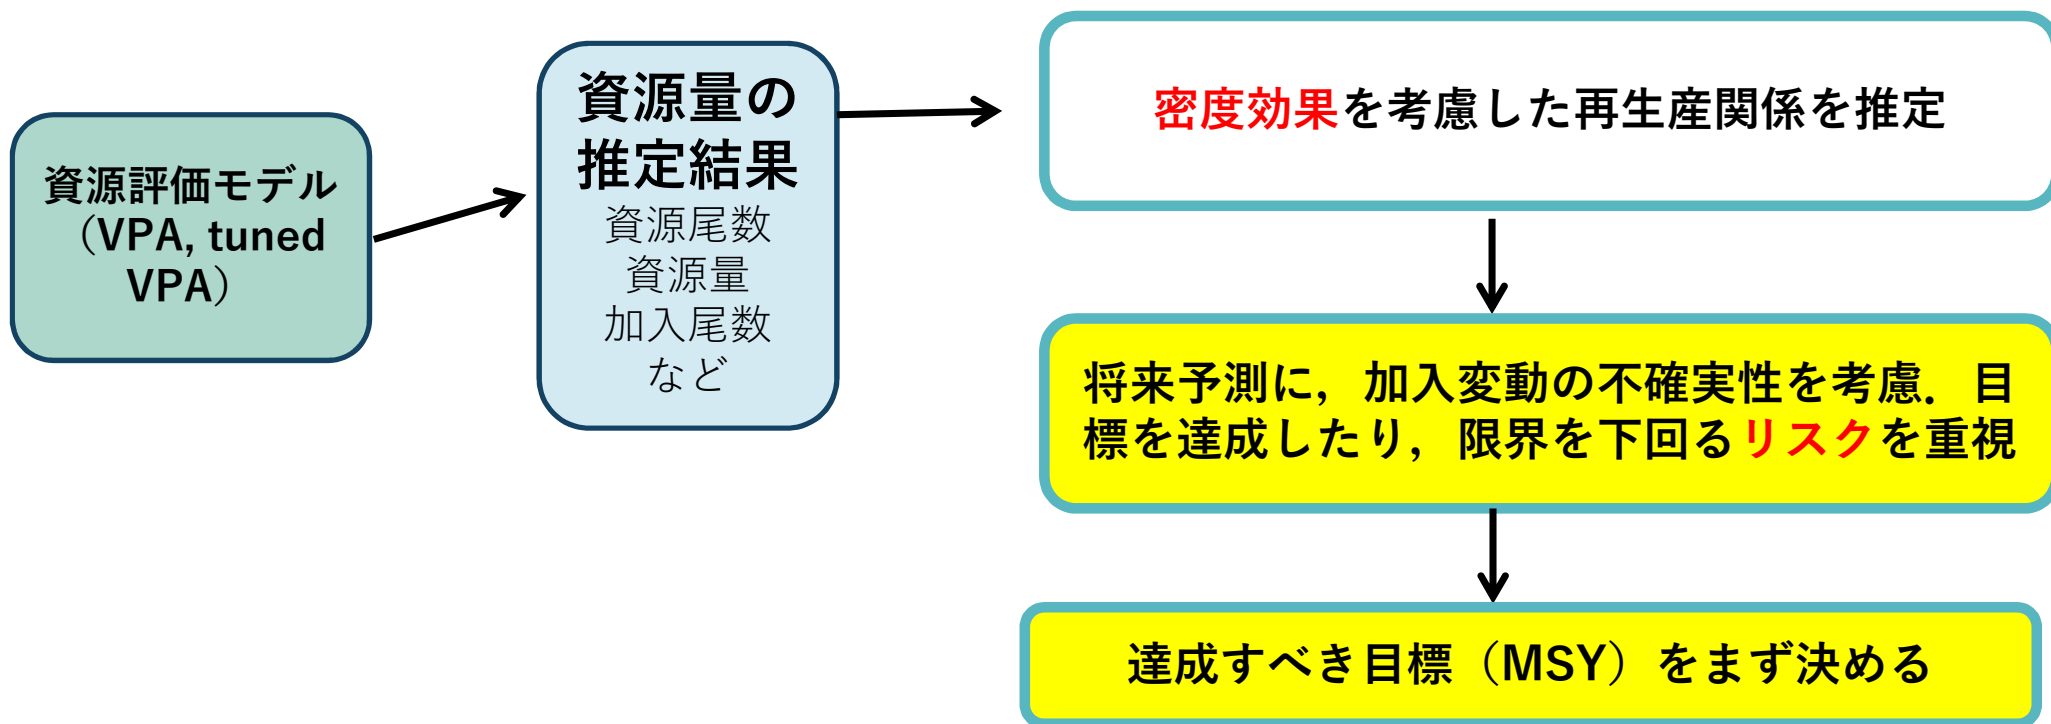 資源評価モデル
（VPA, tuned
VPA）
資源量の
推定結果
資源尾数
資源量
加入尾数
など
密度効果を考慮した再生産関係を推定
将来予測に，加入変動の不確実性を考慮．目
標を達成したり，限界を下回るリスクを重視
達成すべき目標（MSY）をまず決める